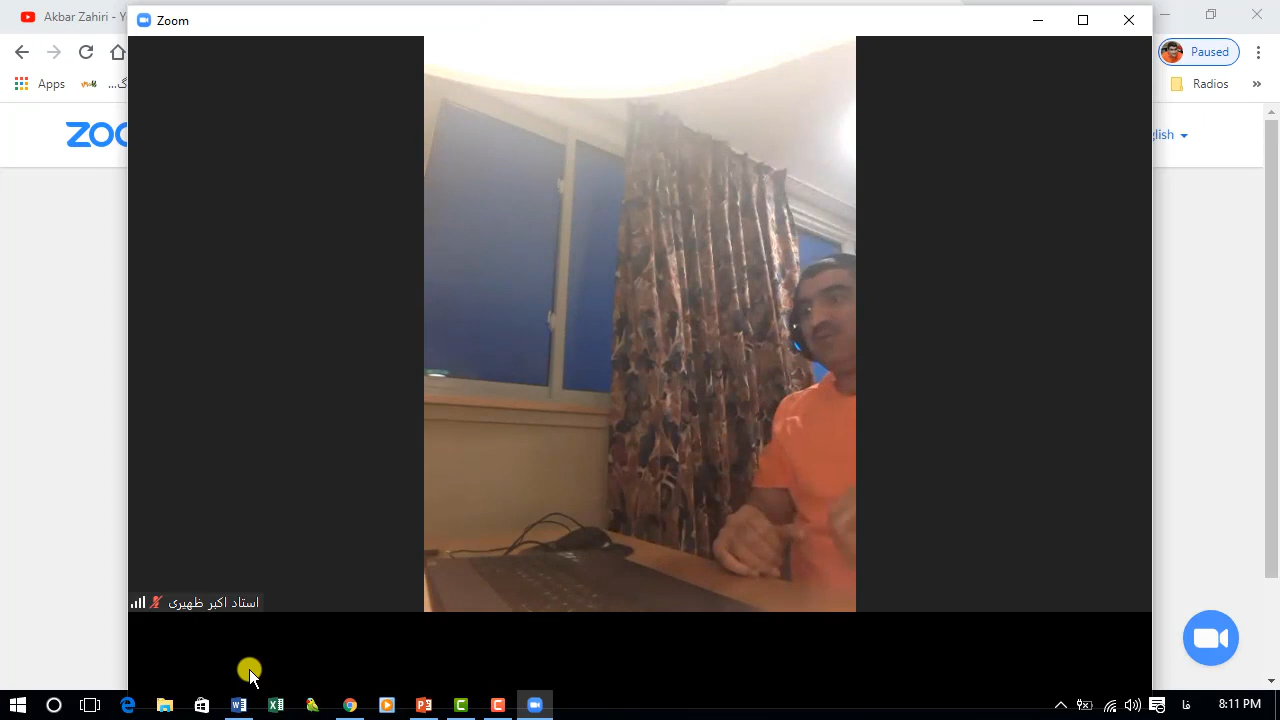 Akbar Zahiri - Y
Zoom
Paused
Apps
Radios
»
ZOO
glish
استاد اکبر ظهیری
فا
8:11 PM